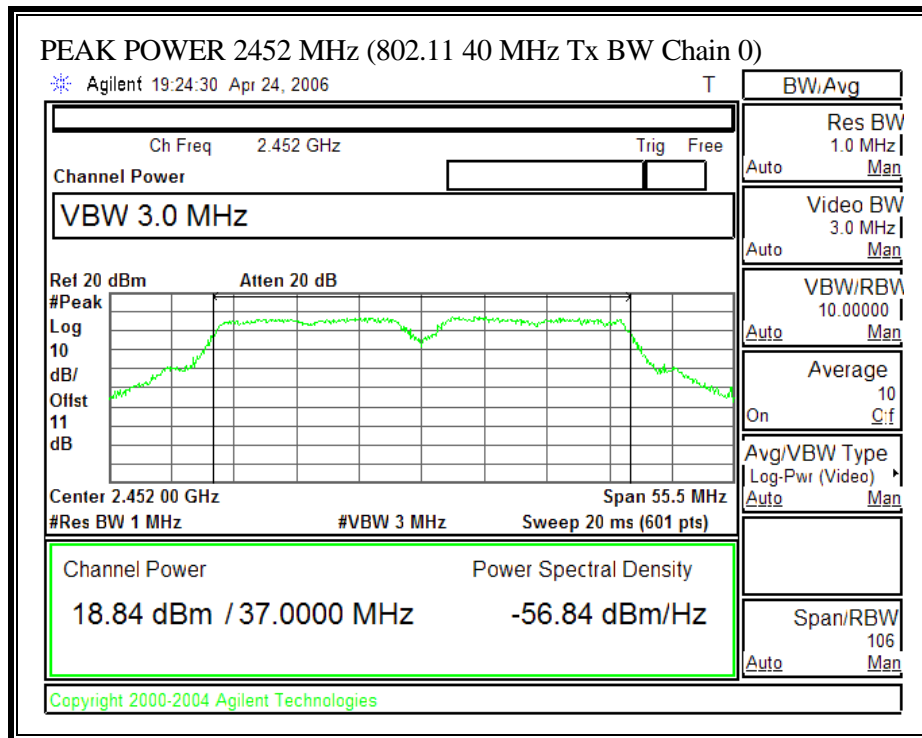 PEAK POWER 2452 MHz (802.11 40 MHz Tx BW Chain 0)
Agilent 19:24:30 Apr 24, 2006 T
Ch Freq 2.452 GHz Trig Free
Channel Power
VBW 3.0 MHz
Ref 20 dBm Atten 20 dB
#Peak
Log
10
dB/
Offst
11
dB
Center 2.452 00 GHz Span 55.5 MHz
#Res BW 1 MHz #VBW 3 MHz Sweep 20 ms (601 pts)
Channel Power Power Spectral Density
18.84 dBm / 37.0000 MHz -56.84 dBm/Hz
Copyright 2000-2004 Agilent Technologies
BW/Avg
Res BW
1.0 MHz
Auto Man
Video BW
3.0 MHz
Auto Man
VBW/RBW
10.00000
Auto Man
Average
10
On Off
Avg/VBW Type
Log-Pwr (Video)
Auto Man
Span/RBW
106
Auto Man